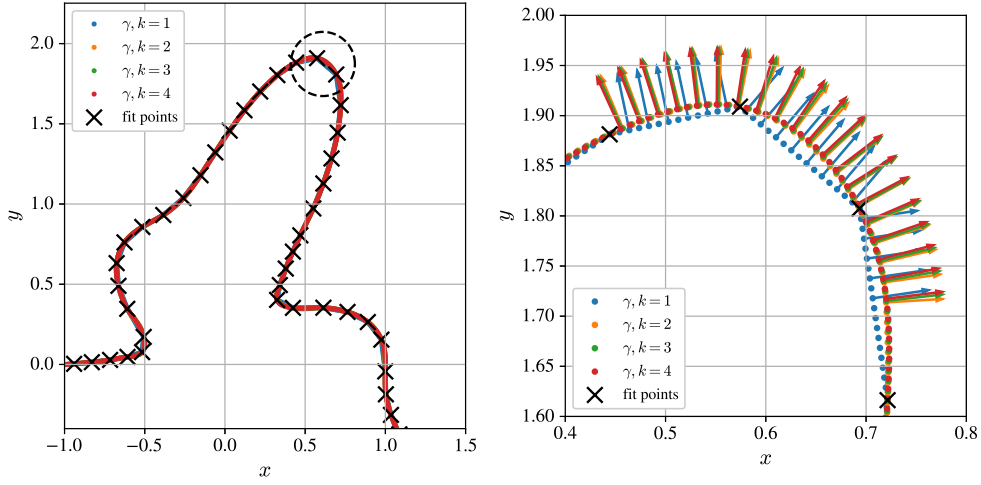 γ, k = 1
γ, k = 2
γ, k = 3
γ, k = 4
fit points
2.0
1.5
1.0
0.5
0.0
y
−1.0
−0.5
0.0
0.5
1.0
1.5
x
2.00
1.95
1.90
1.85
1.80
1.75
1.70
1.65
1.60
y
γ, k = 1
γ, k = 2
γ, k = 3
γ, k = 4
fit points
0.4
0.5
0.6
0.7
0.8
x